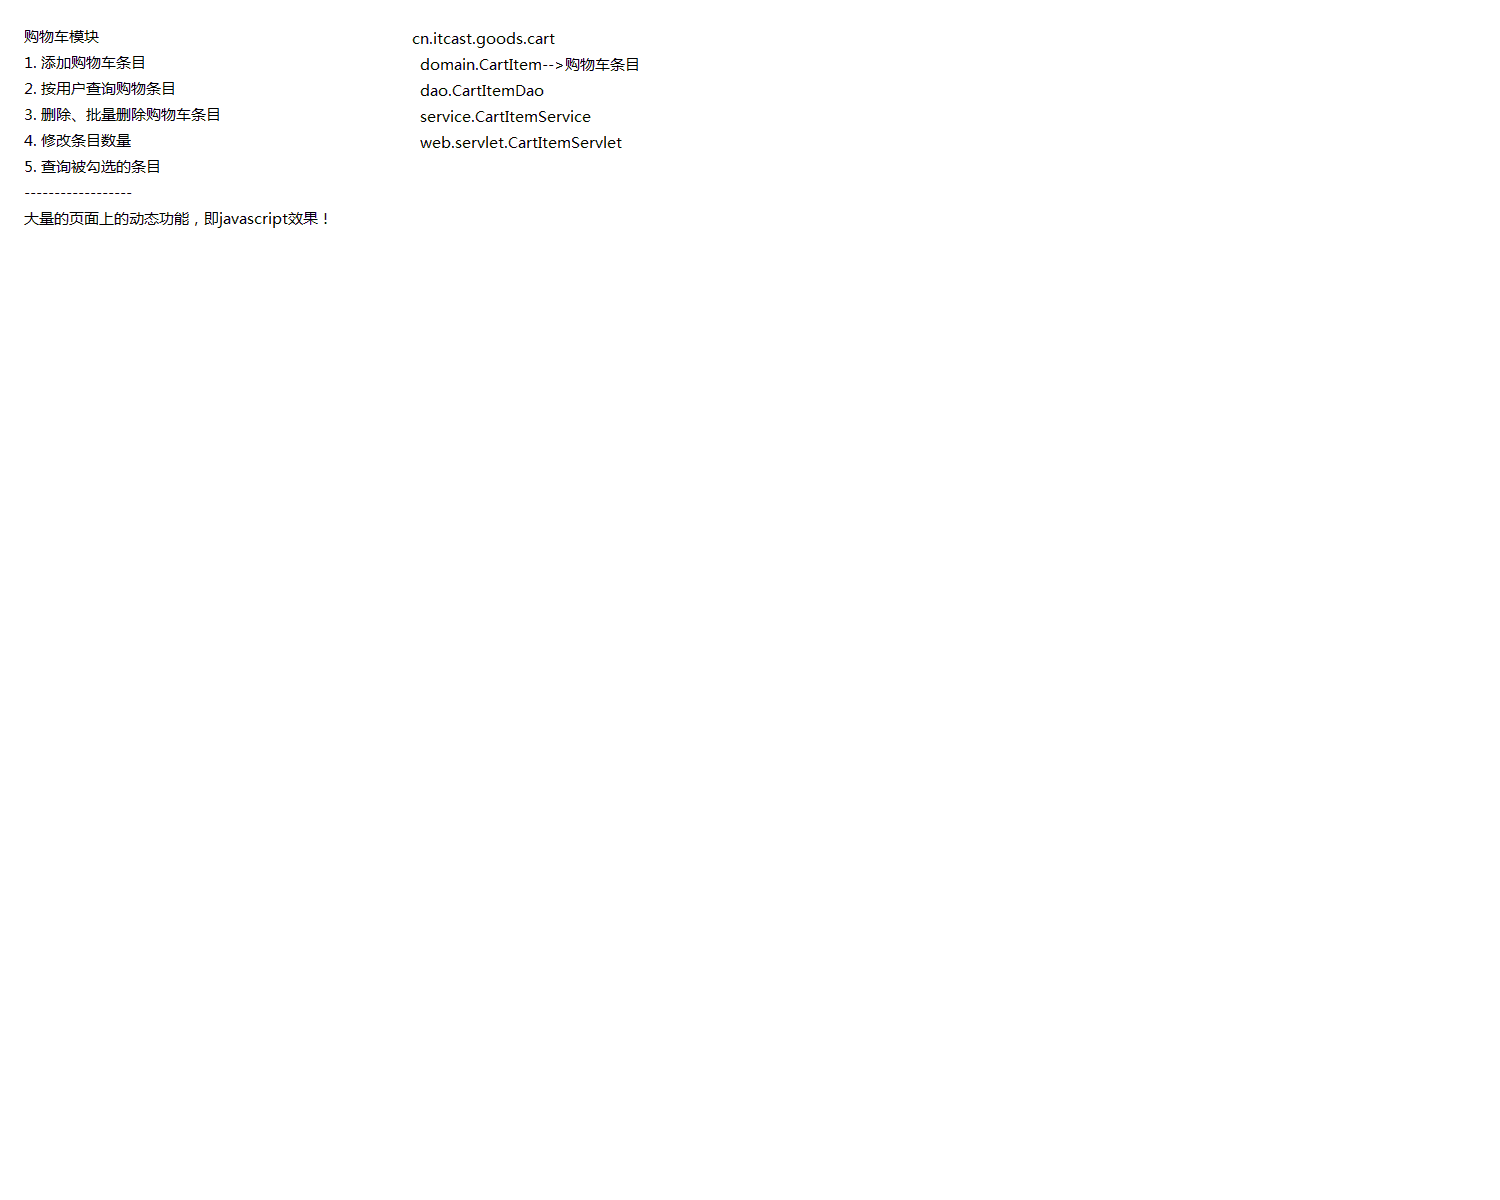 购物车模块
1. 添加购物车条目
2. 按用户查询购物条目
3. 删除、批量删除购物车条目
4. 修改条目数量
5. 查询被勾选的条目
------------------
大量的页面上的动态功能，即javascript效果！
cn.itcast.goods.cart
domain.CartItem-->购物车条目
dao.CartItemDao
service.CartItemService
web.servlet.CartItemServlet